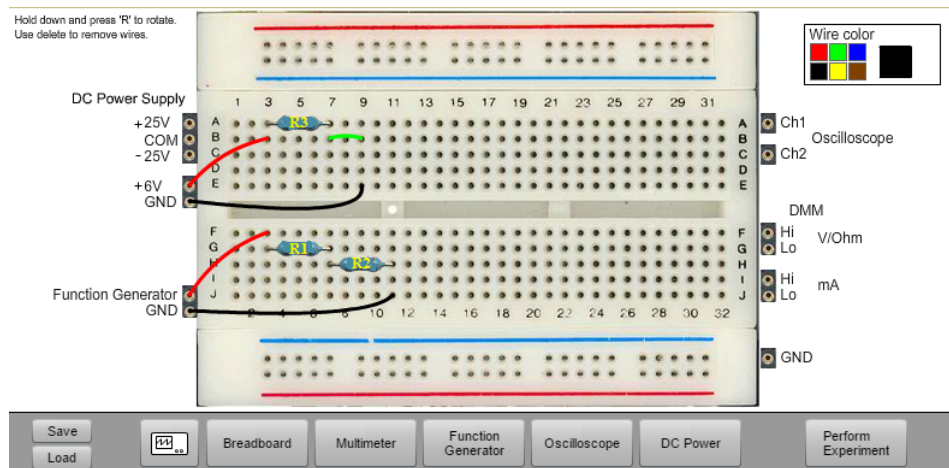 Hold down and press 'R' to rotate.
Use delete to remove wires.
Wire color
DC Power Supply
+25V
COM
-25V
+6V
GND
1 3 5 7 9 11 13 15 17 19 21 23 25 27 29 31
A A
B B
C C
D D
E E
R3
Ch1
Oscilloscope
Ch2
DMM
F F
G G
H H
I I
J J
R1
R2
Hi
V/Ohm
Lo
Hi
mA
Lo
Function Generator
GND
2 4 6 8 10 12 14 16 18 20 22 24 26 28 30 32
GND
Save
Load
Breadboard
Multimeter
Function
Generator
Oscilloscope
DC Power
Perform
Experiment